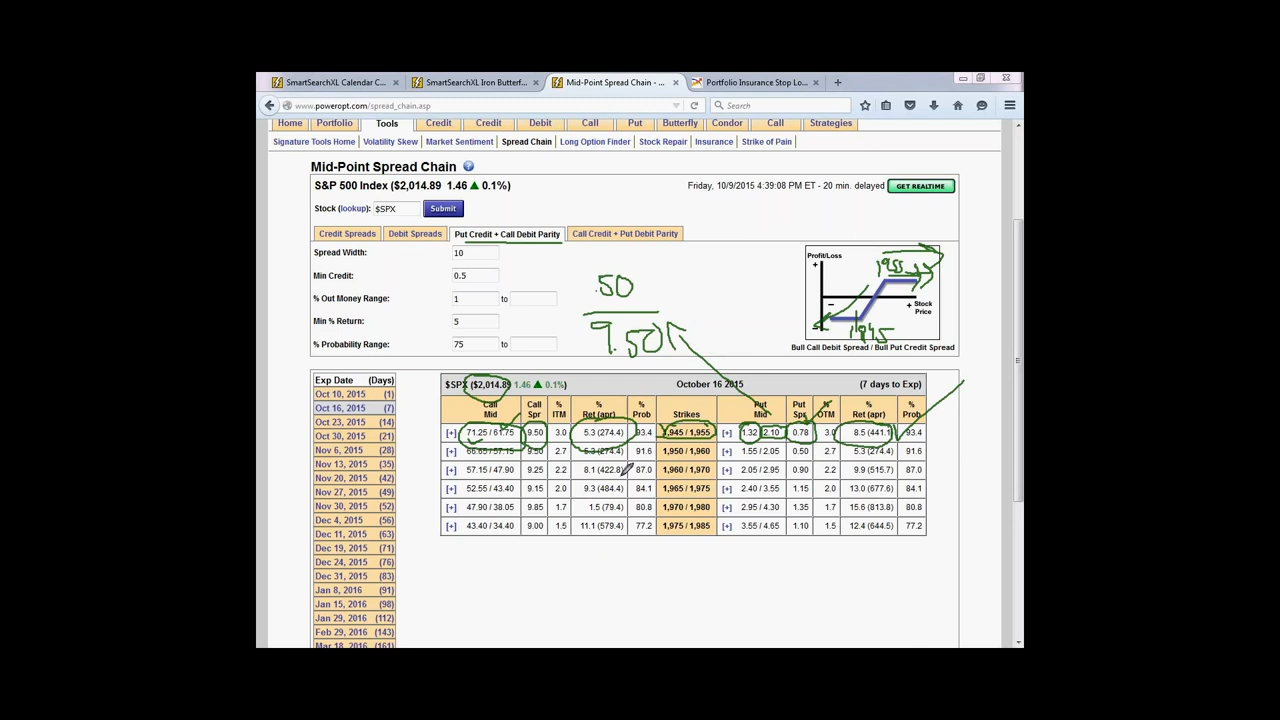 SmartSearchXL Calendar C... × SmartSearchXL Iron Butterf... × Mid-Point Spread Chain - ... × Portfolio Insurance Stop Lo... × +
www.poweropt.com/spread_chain.asp Search
Home Portfolio Tools Credit Credit Debit Call Put Butterfly Condor Call Strategies
Signature Tools Home Volatility Skew Market Sentiment Spread Chain Long Option Finder Stock Repair Insurance Strike of Pain
Mid-Point Spread Chain ?
S&P 500 Index ($2,014.89 1.46 ▲ 0.1%) Friday, 10/9/2015 4:39:08 PM ET - 20 min. delayed GET REALTIME
Stock (lookup): $SPX Submit
Credit Spreads Debit Spreads Put Credit + Call Debit Parity Call Credit + Put Debit Parity
Spread Width: 10
Min Credit: 0.5
% Out Money Range: 1 to
Min % Return: 5
% Probability Range: 75 to
.50
9.50
Profit/Loss
+
1955
- + Stock
Price
1945
Bull Call Debit Spread / Bull Put Credit Spread
Exp Date (Days)
Oct 10, 2015 (1)
Oct 16, 2015 (7)
Oct 23, 2015 (14)
Oct 30, 2015 (21)
Nov 6, 2015 (28)
Nov 13, 2015 (35)
Nov 20, 2015 (42)
Nov 27, 2015 (49)
Nov 30, 2015 (52)
Dec 4, 2015 (56)
Dec 11, 2015 (63)
Dec 19, 2015 (71)
Dec 24, 2015 (76)
Dec 31, 2015 (83)
Jan 8, 2016 (91)
Jan 15, 2016 (98)
Jan 29, 2016 (112)
Feb 29, 2016 (143)
Mar 18, 2016 (161)
$SPX ($2,014.89 1.46 ▲ 0.1%) October 16 2015 (7 days to Exp)
Call Mid Call Spr % ITM % Ret (apr) % Prob Strikes Put Mid Put Spr % OTM % Ret (apr) % Prob
[+] 71.25 / 61.75 9.50 3.0 5.3 (274.4) 93.4 1,945 / 1,955 [+] 1.32 2.10 0.78 3.0 8.5 (441.1) 93.4
[+] 66.65 / 57.15 9.50 2.7 5.3 (274.4) 91.6 1,950 / 1,960 [+] 1.55 / 2.05 0.50 2.7 5.3 (274.4) 91.6
[+] 57.15 / 47.90 9.25 2.2 8.1 (422.8) 87.0 1,960 / 1,970 [+] 2.05 / 2.95 0.90 2.2 9.9 (515.7) 87.0
[+] 52.55 / 43.40 9.15 2.0 9.3 (484.4) 84.1 1,965 / 1,975 [+] 2.40 / 3.55 1.15 2.0 13.0 (677.6) 84.1
[+] 47.90 / 38.05 9.85 1.7 1.5 (79.4) 80.8 1,970 / 1,980 [+] 2.95 / 4.30 1.35 1.7 15.6 (813.8) 80.8
[+] 43.40 / 34.40 9.00 1.5 11.1 (579.4) 77.2 1,975 / 1,985 [+] 3.55 / 4.65 1.10 1.5 12.4 (644.5) 77.2